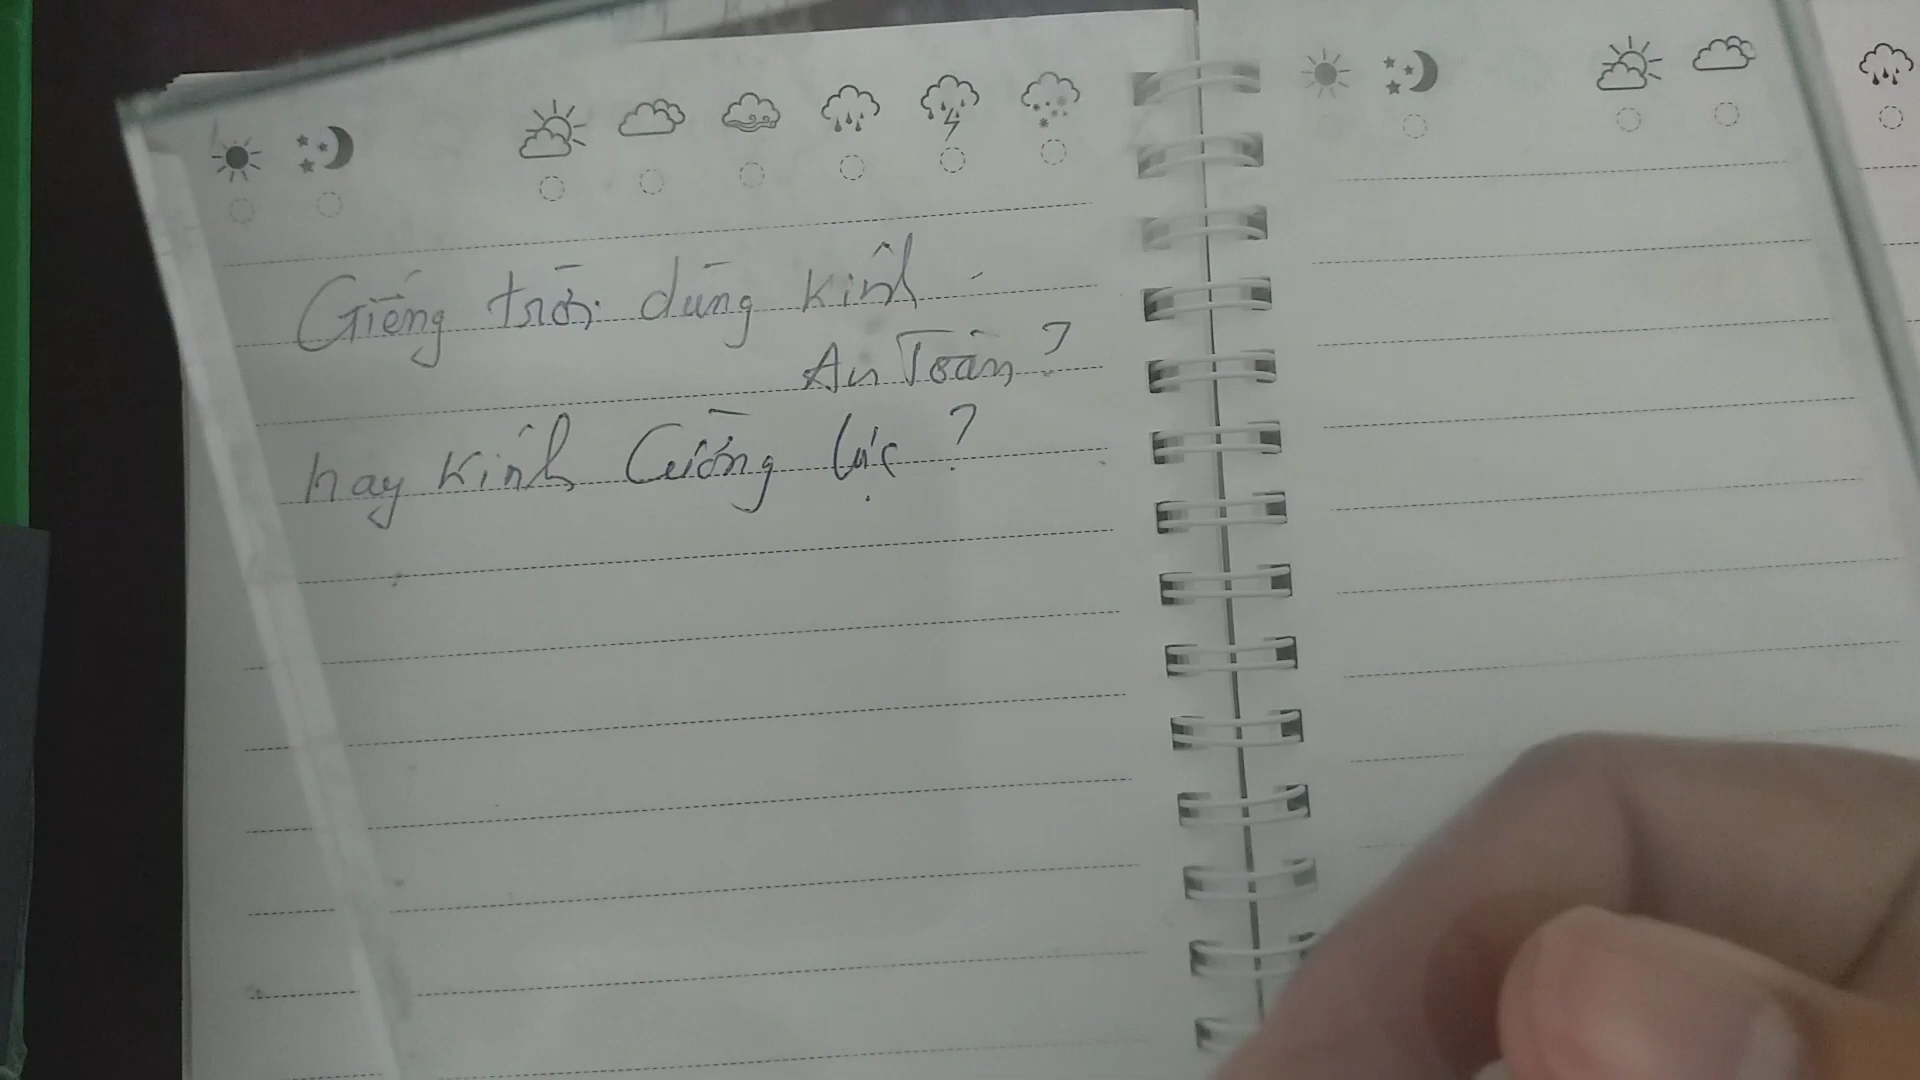 Giếng trời dùng kính
An Toàn?
hay kính Cường lực?